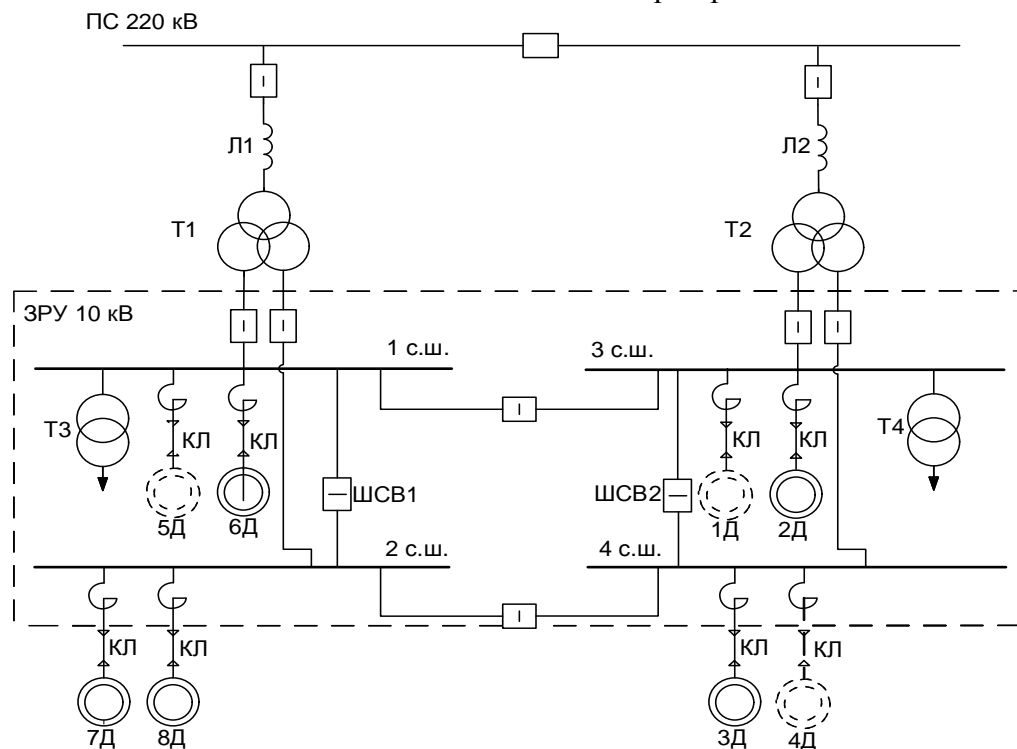 ПС 220 кВ
Л1
Л2
Т1
Т2
ЗРУ 10 кВ
1 с.ш.
3 с.ш.
Т3
КЛ
КЛ
КЛ
КЛ
Т4
ШСВ1
ШСВ2
5Д
6Д
1Д
2Д
2 с.ш.
4 с.ш.
КЛ
КЛ
КЛ
КЛ
7Д
8Д
3Д
4Д